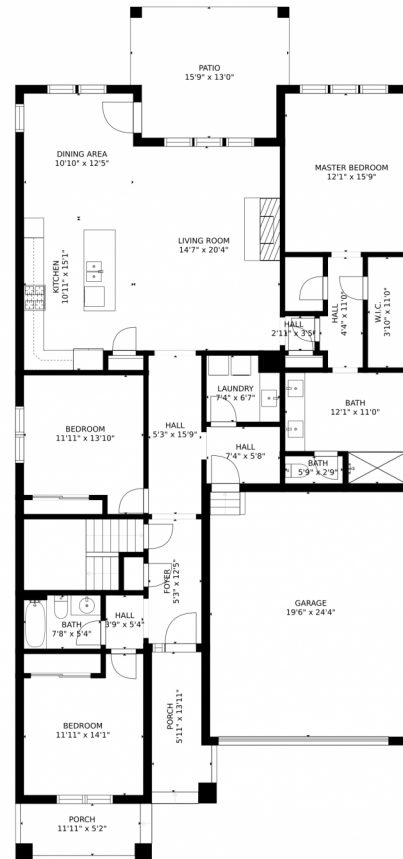 PATIO
15'9" x 13'0"
DINING AREA
10'10" x 12'5"
MASTER BEDROOM
12'1" x 15'9"
LIVING ROOM
14'7" x 20'4"
KITCHEN
10'11" x 15'1"
HALL
2'11" x 3'5"
HALL
4'4" x 11'0"
W.I.C.
3'10" x 11'0"
LAUNDRY
7'4" x 6'7"
BATH
12'1" x 11'0"
BEDROOM
11'11" x 13'10"
HALL
5'3" x 15'9"
HALL
7'4" x 5'8"
BATH
5'9" x 2'9"
FOYER
5'3" x 12'5"
GARAGE
19'6" x 24'4"
BATH
7'8" x 5'4"
HALL
3'9" x 5'4"
BEDROOM
11'11" x 14'1"
PORCH
5'11" x 13'11"
PORCH
11'11" x 5'2"